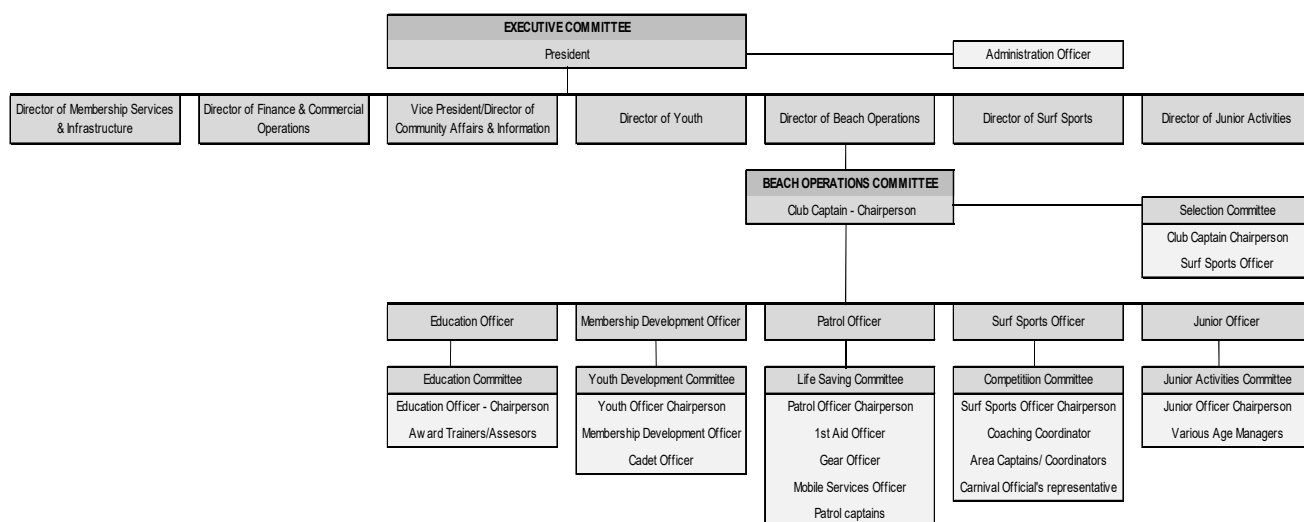 EXECUTIVE COMMITTEE
President
Administration Officer
Director of Membership Services
& Infrastructure
Director of Finance & Commercial
Operations
Vice President/Director of
Community Affairs & Information
Director of Youth
Director of Beach Operations
Director of Surf Sports
Director of Junior Activities
BEACH OPERATIONS COMMITTEE
Club Captain - Chairperson
Selection Committee
Club Captain Chairperson
Surf Sports Officer
Education Officer
Membership Development Officer
Patrol Officer
Surf Sports Officer
Junior Officer
Education Committee
Education Officer - Chairperson
Award Trainers/Assesors
Youth Development Committee
Youth Officer Chairperson
Membership Development Officer
Cadet Officer
Life Saving Committee
Patrol Officer Chairperson
1st Aid Officer
Gear Officer
Mobile Services Officer
Patrol captains
Competitiion Committee
Surf Sports Officer Chairperson
Coaching Coordinator
Area Captains/ Coordinators
Carnival Official's representative
Junior Activities Committee
Junior Officer Chairperson
Various Age Managers